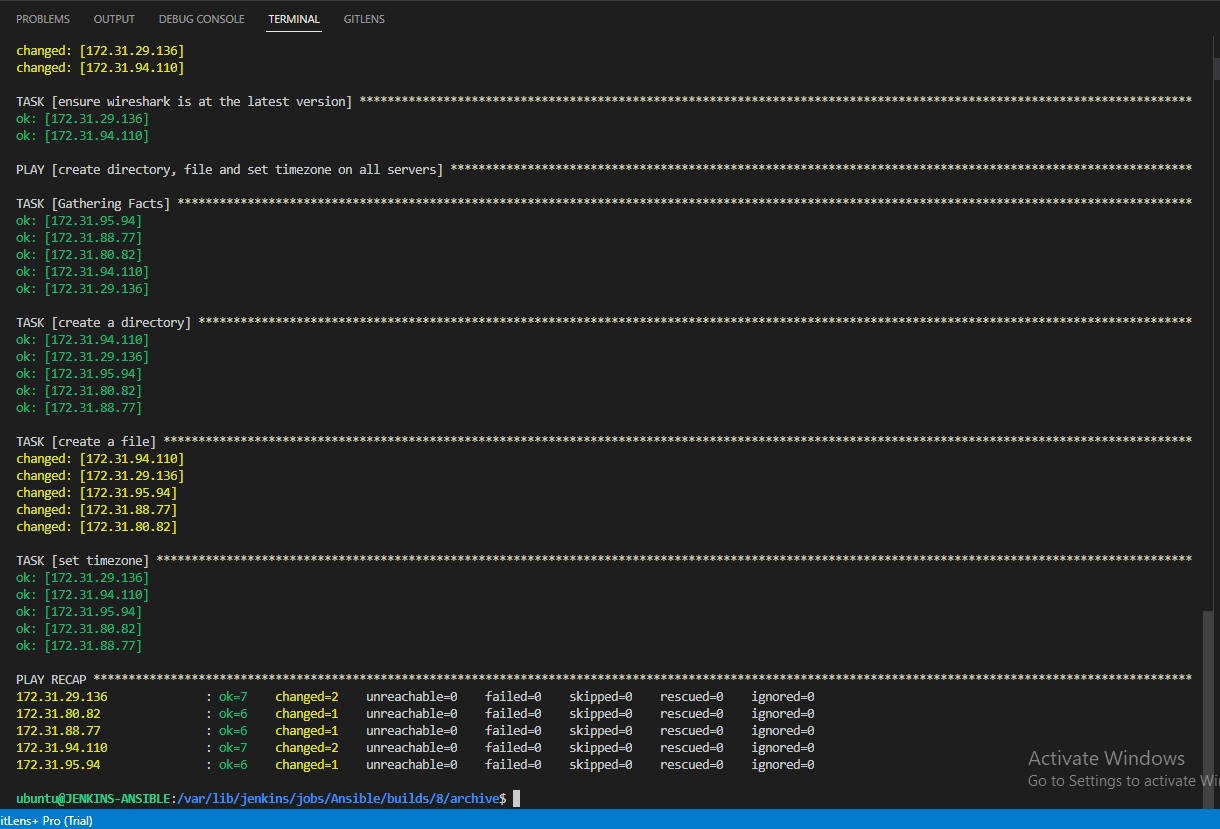 PROBLEMS OUTPUT DEBUG CONSOLE TERMINAL GITLENS
changed: [172.31.29.136]
changed: [172.31.94.110]
TASK [ensure wireshark is at the latest version] ***********************************************************************************************************************
ok: [172.31.29.136]
ok: [172.31.94.110]
PLAY [create directory, file and set timezone on all servers] **********************************************************************************************************
TASK [Gathering Facts] *************************************************************************************************************************************************
ok: [172.31.95.94]
ok: [172.31.88.77]
ok: [172.31.80.82]
ok: [172.31.94.110]
ok: [172.31.29.136]
TASK [create a directory] **********************************************************************************************************************************************
ok: [172.31.94.110]
ok: [172.31.29.136]
ok: [172.31.95.94]
ok: [172.31.80.82]
ok: [172.31.88.77]
TASK [create a file] ***************************************************************************************************************************************************
changed: [172.31.94.110]
changed: [172.31.29.136]
changed: [172.31.95.94]
changed: [172.31.88.77]
changed: [172.31.80.82]
TASK [set timezone] ****************************************************************************************************************************************************
ok: [172.31.29.136]
ok: [172.31.94.110]
ok: [172.31.95.94]
ok: [172.31.80.82]
ok: [172.31.88.77]
PLAY RECAP *************************************************************************************************************************************************************
172.31.29.136 : ok=7 changed=2 unreachable=0 failed=0 skipped=0 rescued=0 ignored=0
172.31.80.82 : ok=6 changed=1 unreachable=0 failed=0 skipped=0 rescued=0 ignored=0
172.31.88.77 : ok=6 changed=1 unreachable=0 failed=0 skipped=0 rescued=0 ignored=0
172.31.94.110 : ok=7 changed=2 unreachable=0 failed=0 skipped=0 rescued=0 ignored=0
172.31.95.94 : ok=6 changed=1 unreachable=0 failed=0 skipped=0 rescued=0 ignored=0
Activate Windows
Go to Settings to activate Wi
ubuntu@JENKINS-ANSIBLE:/var/lib/jenkins/jobs/Ansible/builds/8/archive$
itLens+ Pro (Trial)